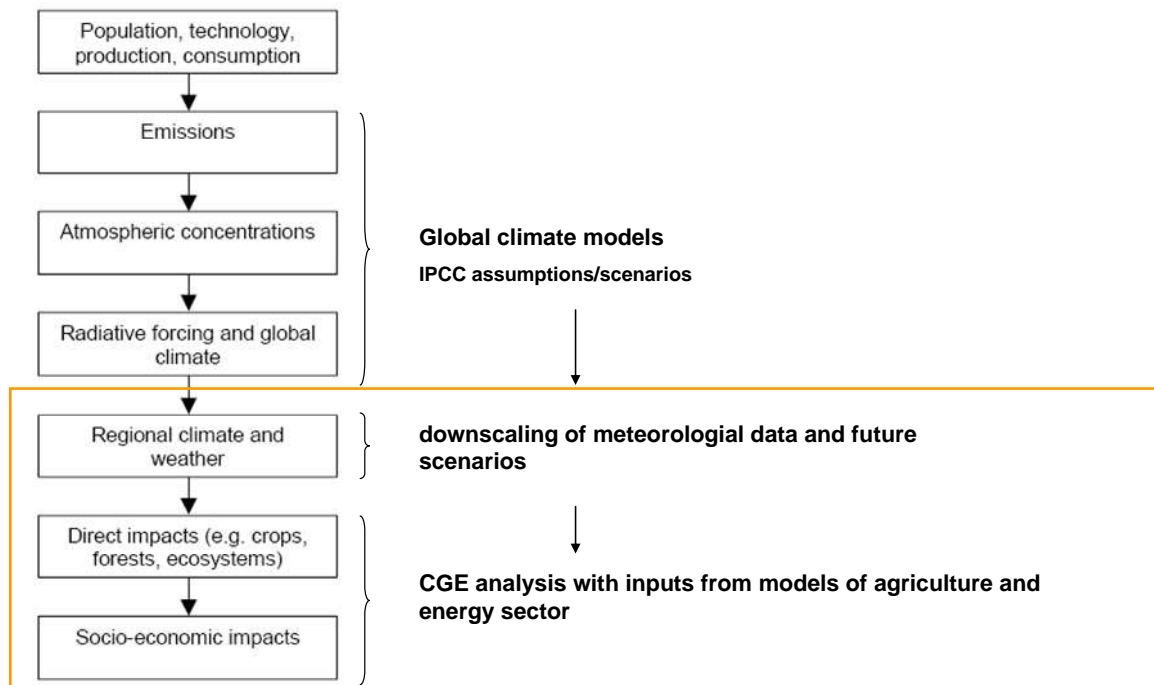 Population, technology,
production, consumption
Emissions
Atmospheric concentrations
Radiative forcing and global
climate
Global climate models
IPCC assumptions/scenarios
Regional climate and
weather
downscaling of meteorologial data and future
scenarios
Direct impacts (e.g. crops,
forests, ecosystems)
Socio-economic impacts
CGE analysis with inputs from models of agriculture and
energy sector